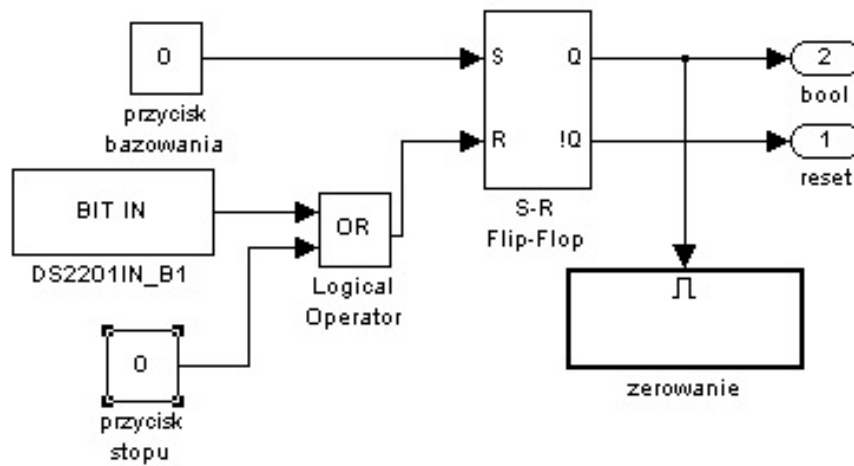 0
przycisk
bazowania
S
Q
R
!Q
S-R
Flip-Flop
2
bool
1
reset
BIT IN
DS2201IN_B1
OR
Logical
Operator
0
przycisk
stopu
zerowanie